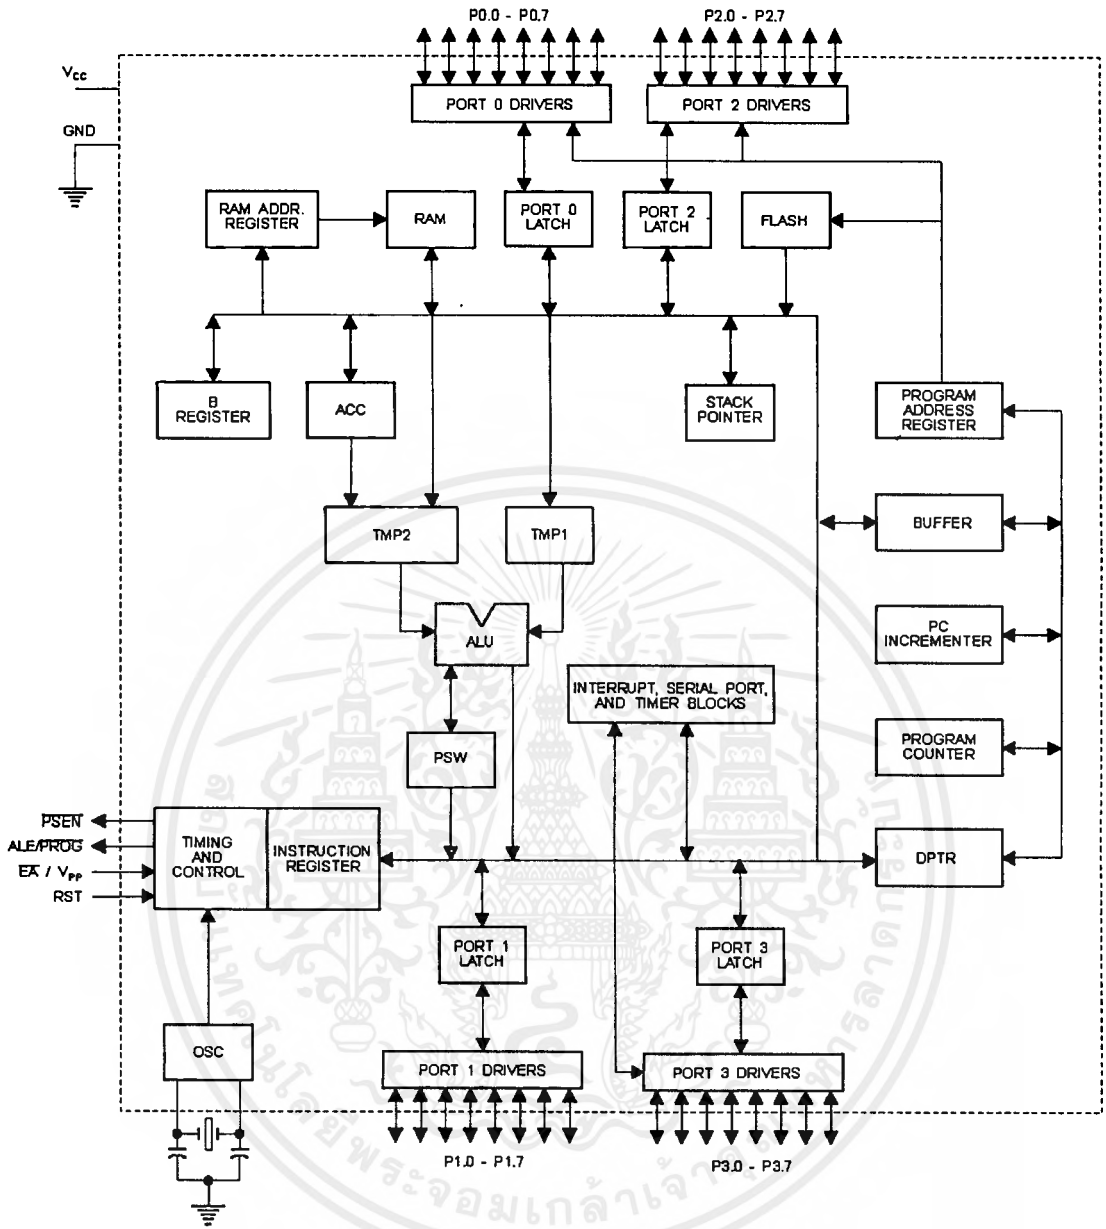 P0.0 - P0.7
P2.0 - P2.7
VCC
GND
PORT 0 DRIVERS
PORT 2 DRIVERS
RAM ADDR.
REGISTER
RAM
PORT 0
LATCH
PORT 2
LATCH
FLASH
B
REGISTER
ACC
STACK
POINTER
PROGRAM
ADDRESS
REGISTER
TMP2
TMP1
BUFFER
ALU
PC
INCREMENTER
INTERRUPT, SERIAL PORT,
AND TIMER BLOCKS
PSW
PROGRAM
COUNTER
PSEN
ALE/PROG
EA / VPP
RST
TIMING
AND
CONTROL
INSTRUCTION
REGISTER
DPTR
PORT 1
LATCH
PORT 3
LATCH
OSC
PORT 1 DRIVERS
PORT 3 DRIVERS
P1.0 - P1.7
P3.0 - P3.7